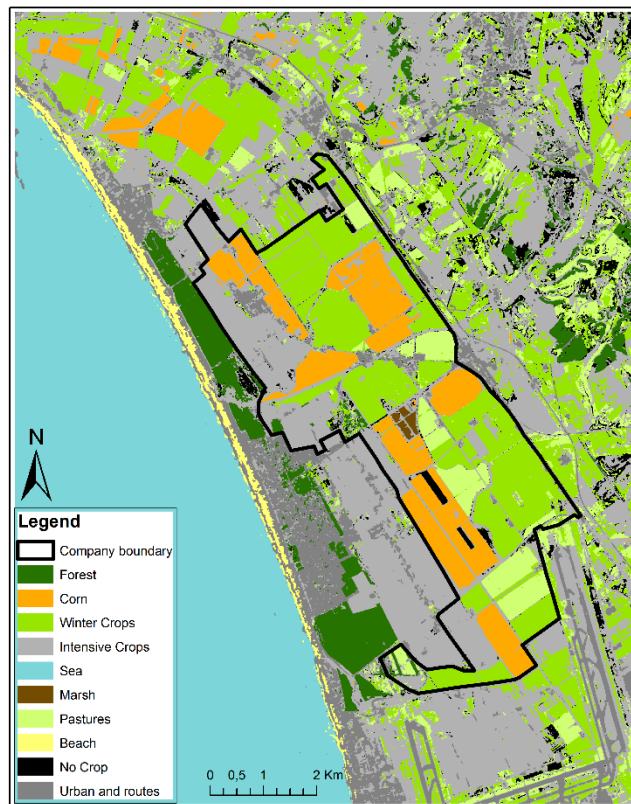 N
Legend
Company boundary
Forest
Corn
Winter Crops
Intensive Crops
Sea
Marsh
Pastures
Beach
No Crop
Urban and routes
0 0,5 1 2 Km